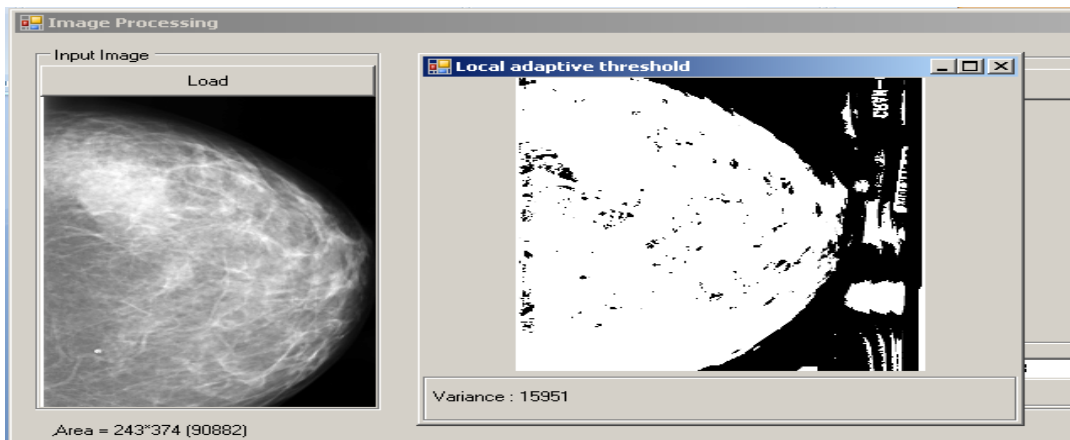 Image Processing
Input Image
Load
Local adaptive threshold
Variance : 15951
Area = 243*374 (90882)